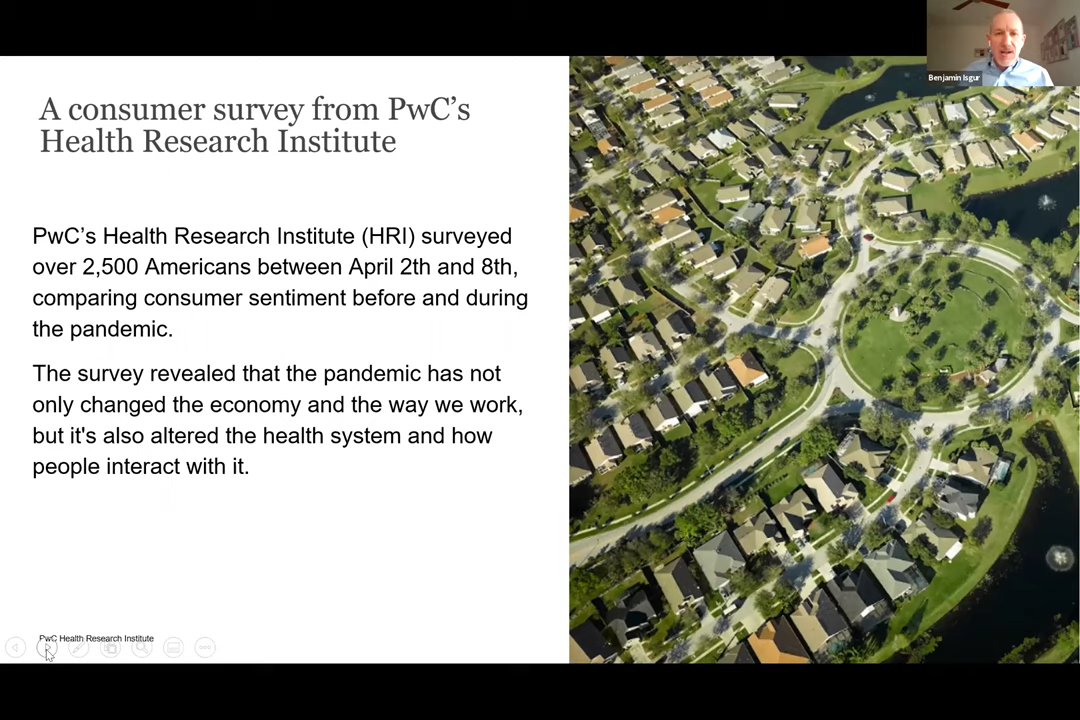 Benjamin Isgur
A consumer survey from PwC’s
Health Research Institute
PwC’s Health Research Institute (HRI) surveyed
over 2,500 Americans between April 2th and 8th,
comparing consumer sentiment before and during
the pandemic.
The survey revealed that the pandemic has not
only changed the economy and the way we work,
but it's also altered the health system and how
people interact with it.
PwC Health Research Institute